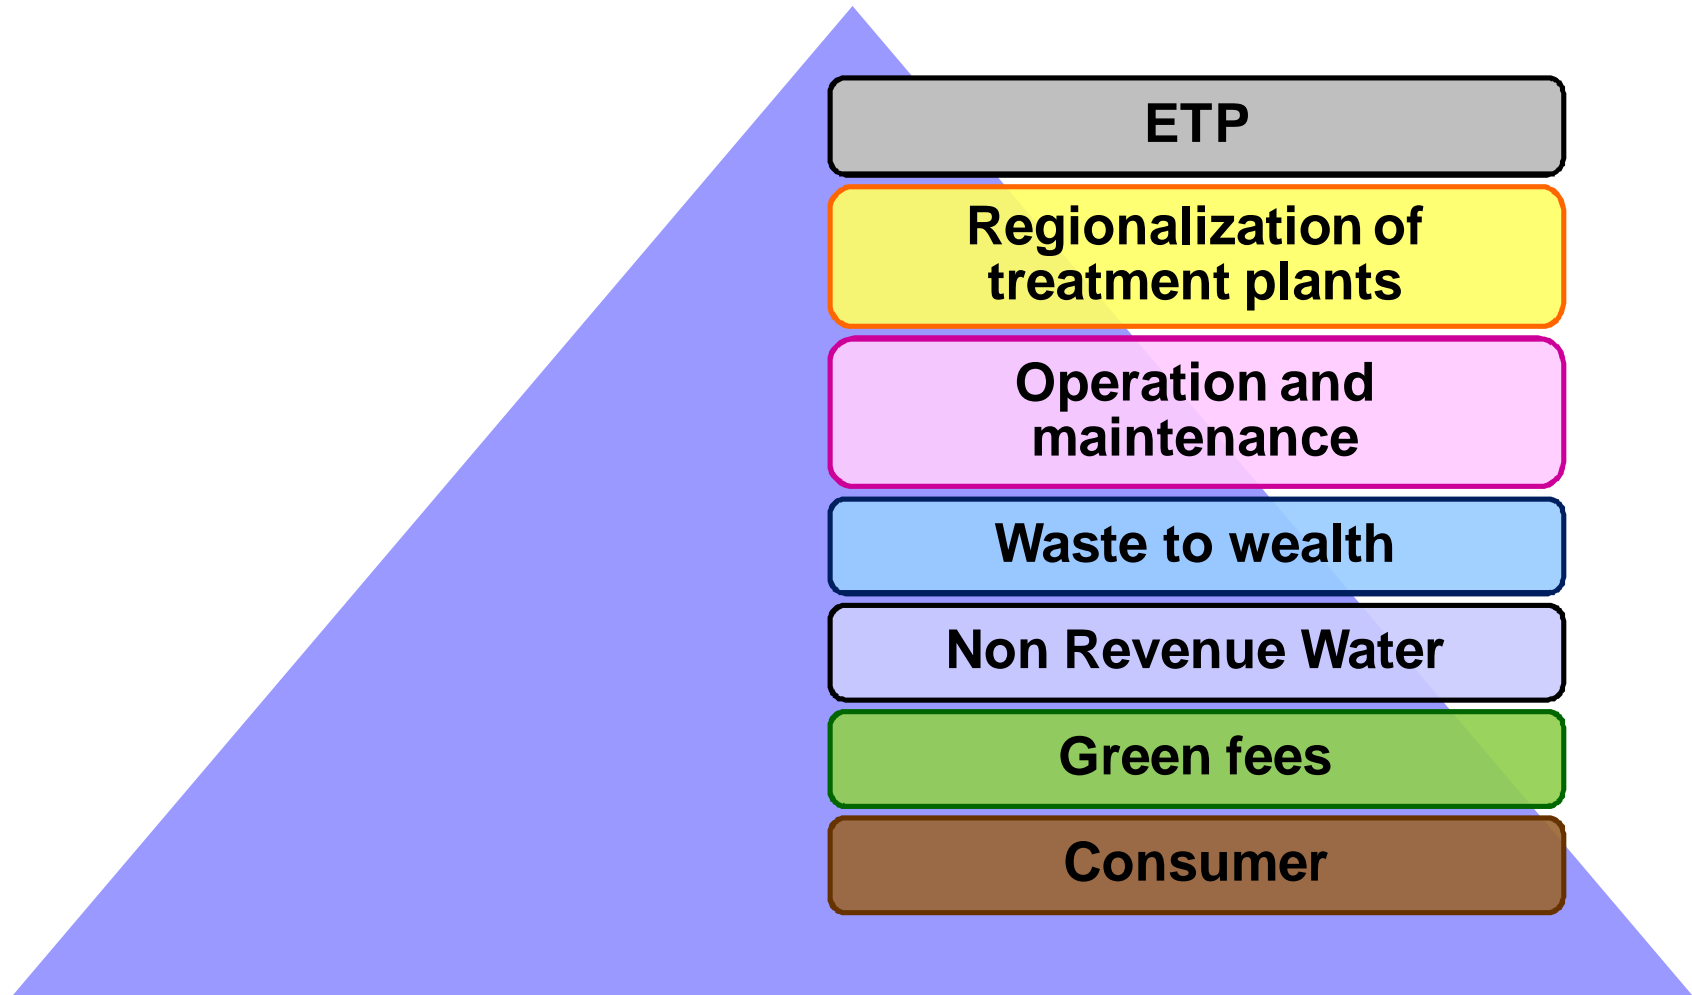 ETP
Regionalization of
treatment plants
Operation and
maintenance
Waste to wealth
Non Revenue Water
Green fees
Consumer